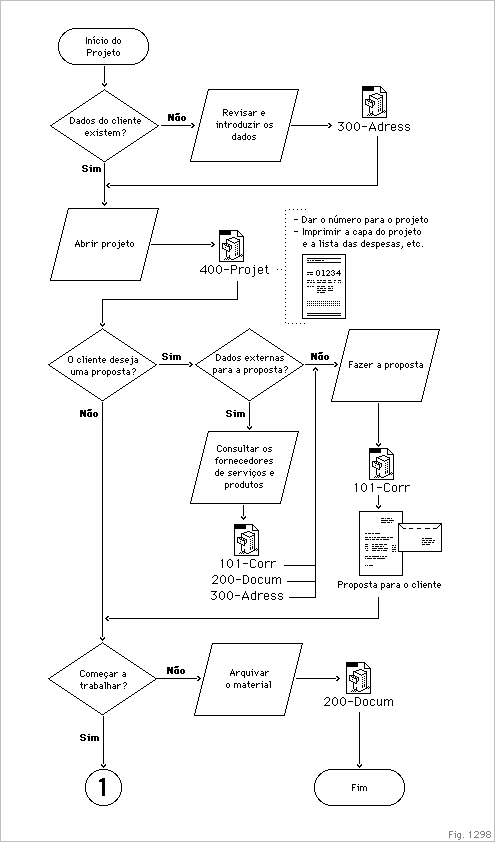 Início do
Projeto
Dados do cliente
existem?
Não
Revisar e
introduzir os
dados
300-Adress
Sim
Abrir projeto
400-Projet
- Dar o número para o projeto
- Imprimir a capa do projeto
e a lista das despesas, etc.
01234
O cliente deseja
uma proposta?
Sim
Dados externas
para a proposta?
Não
Fazer a proposta
Não
Sim
Consultar os
fornecedores
de serviços e
produtos
101-Corr
101-Corr
200-Docum
300-Adress
Proposta para o cliente
Começar a
trabalhar?
Não
Arquivar
o material
200-Docum
Sim
1
Fim
Fig. 1298